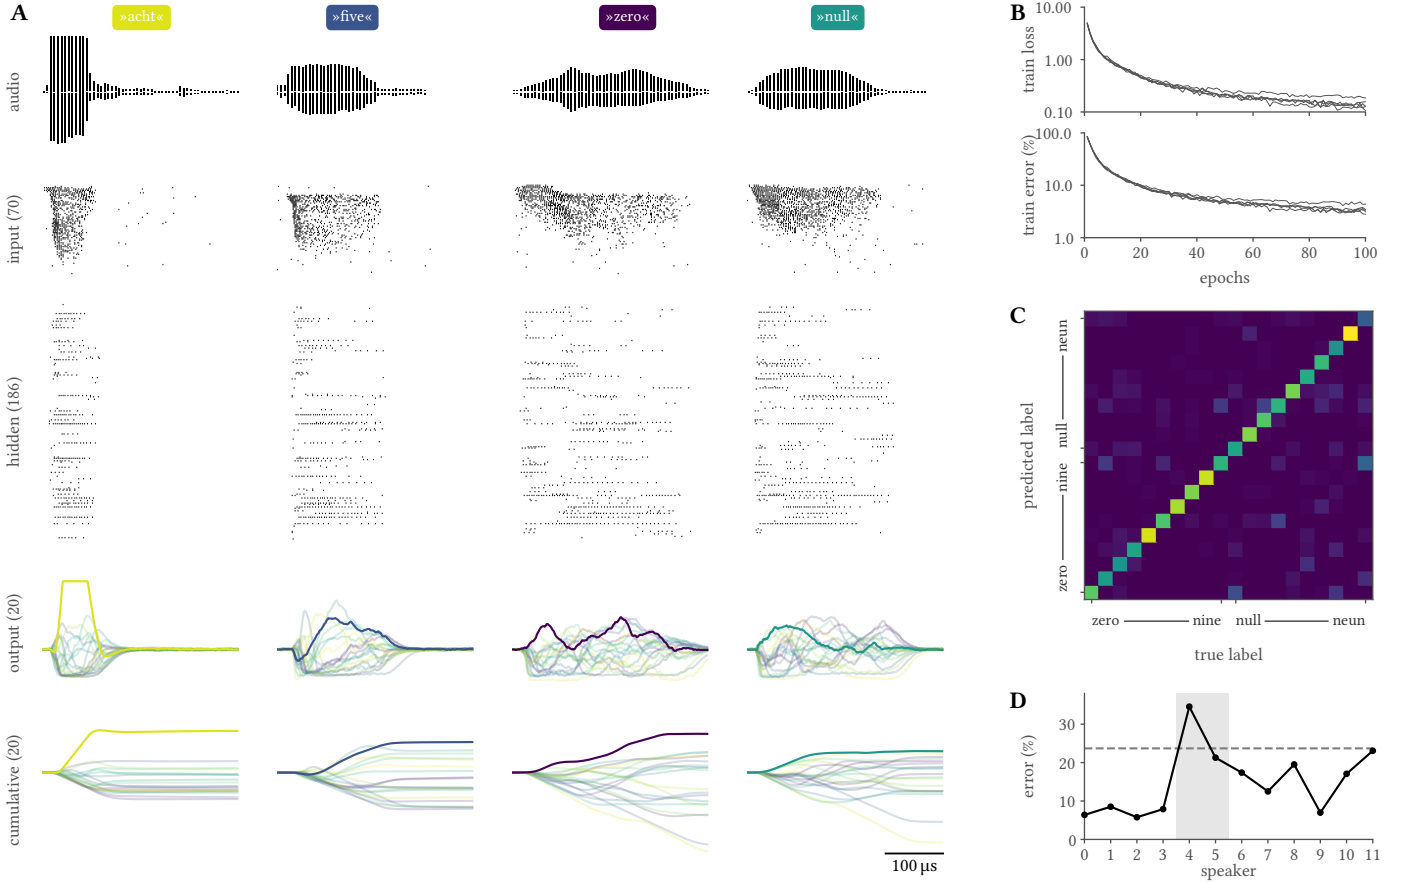 A
»acht«
»five«
»zero«
»null«
audio
input (70)
hidden (186)
output (20)
cumulative (20)
100 µs
B
10.00
1.00
0.10
train loss
100.0
10.0
1.0
train error (%)
0 20 40 60 80 100
epochs
C
predicted label
neun
null
nine
zero
zero nine null neun
true label
D
error (%)
30
20
10
0
0 1 2 3 4 5 6 7 8 9 10 11
speaker